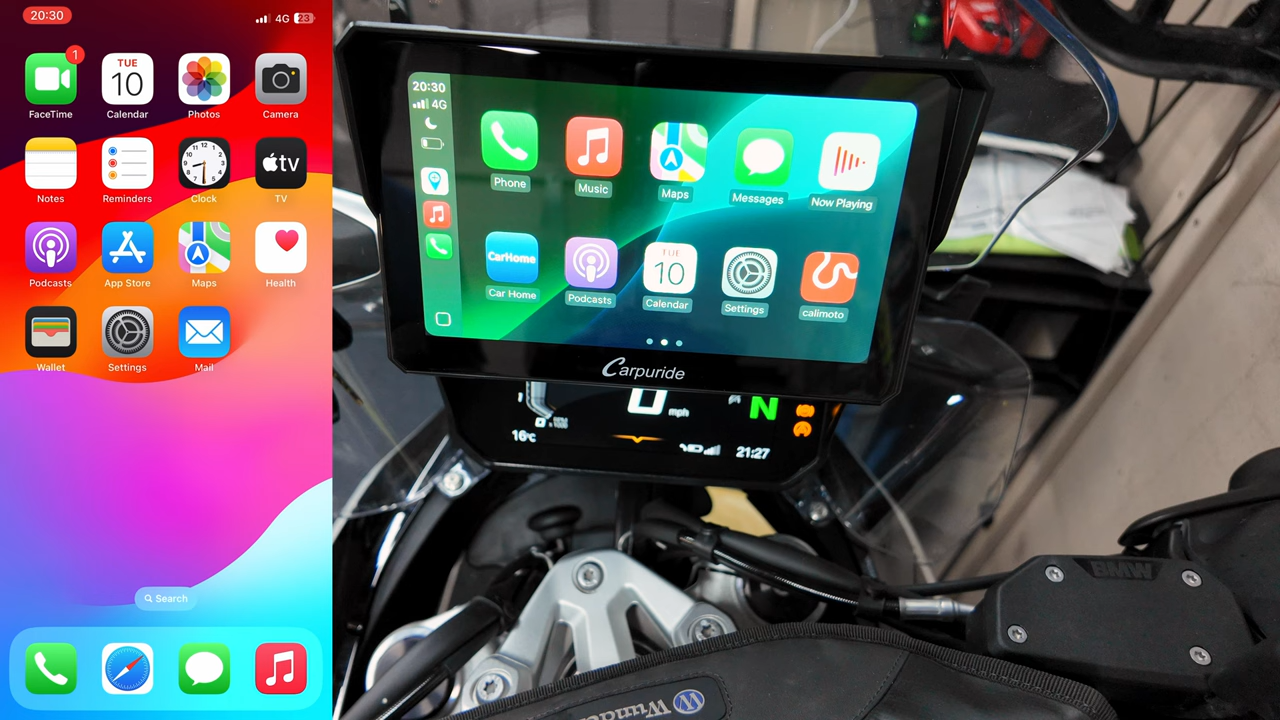 20:30
4G 23
1
FaceTime
TUE
10
Calendar
Photos
Camera
Notes
Reminders
Clock
tv
TV
Podcasts
App Store
Maps
Health
Wallet
Settings
Mail
Search
20:30
4G
Phone
Music
Maps
Messages
Now Playing
CarHome
Car Home
Podcasts
TUE
10
Calendar
Settings
calimoto
Carpuride
0 mph
N
16°C
21:27
BMW
W